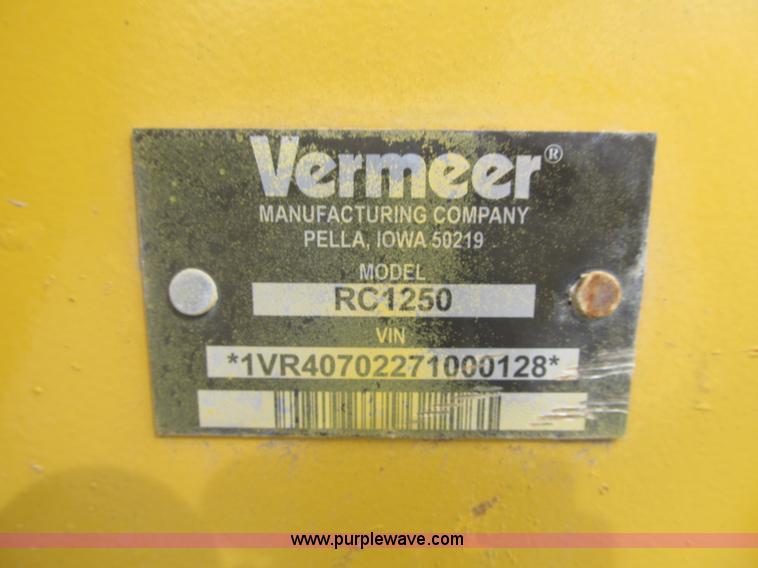 Vermeer®
MANUFACTURING COMPANY
PELLA, IOWA 50219
MODEL
RC1250
VIN
*1VR40702271000128*
www.purplewave.com